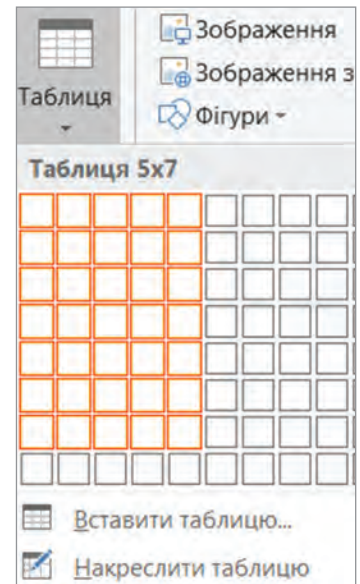 Таблиця
Зображення
Зображення з
Фігури
Таблиця 5x7
Вставити таблицю...
Накреслити таблицю